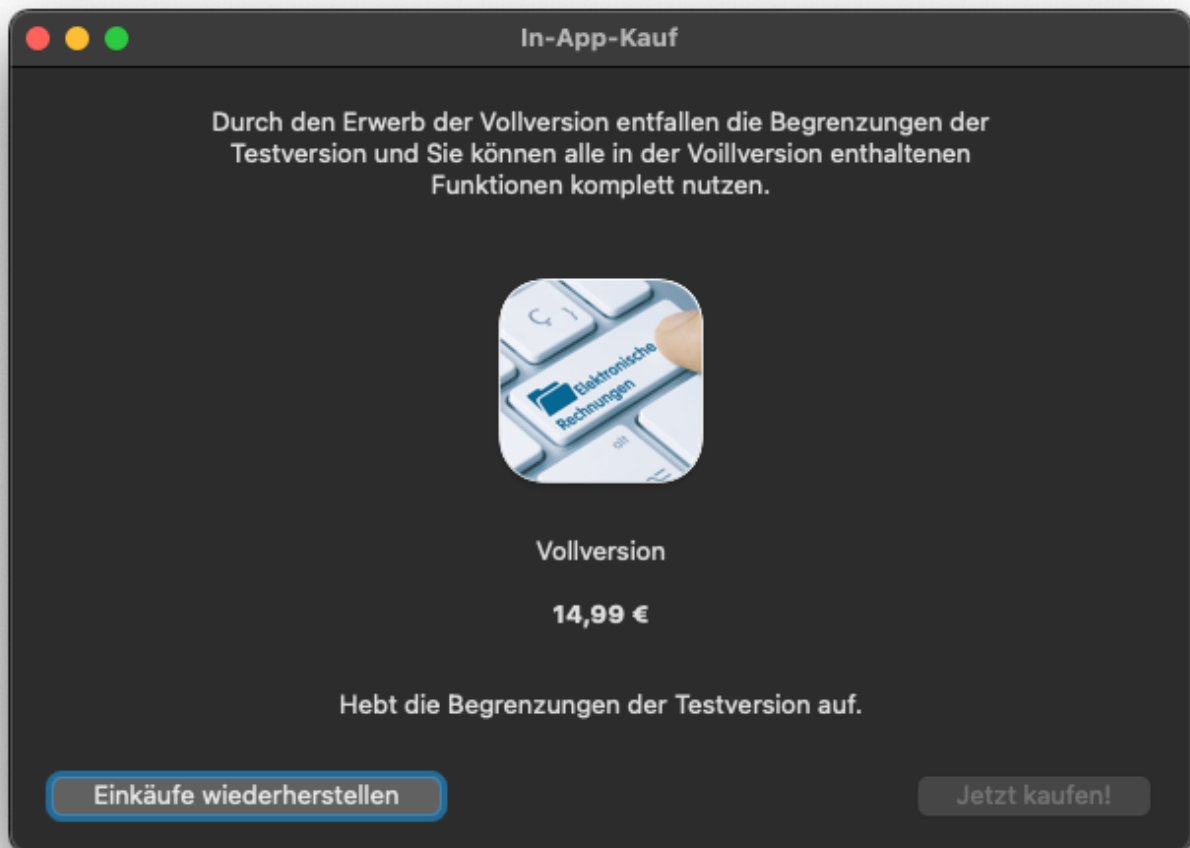 In-App-Kauf
Durch den Erwerb der Vollversion entfallen die Begrenzungen der
Testversion und Sie können alle in der Voillversion enthaltenen
Funktionen komplett nutzen.
Ç }
Elektronische
Rechnungen
alt
Vollversion
14,99 €
Hebt die Begrenzungen der Testversion auf.
Einkäufe wiederherstellen
Jetzt kaufen!